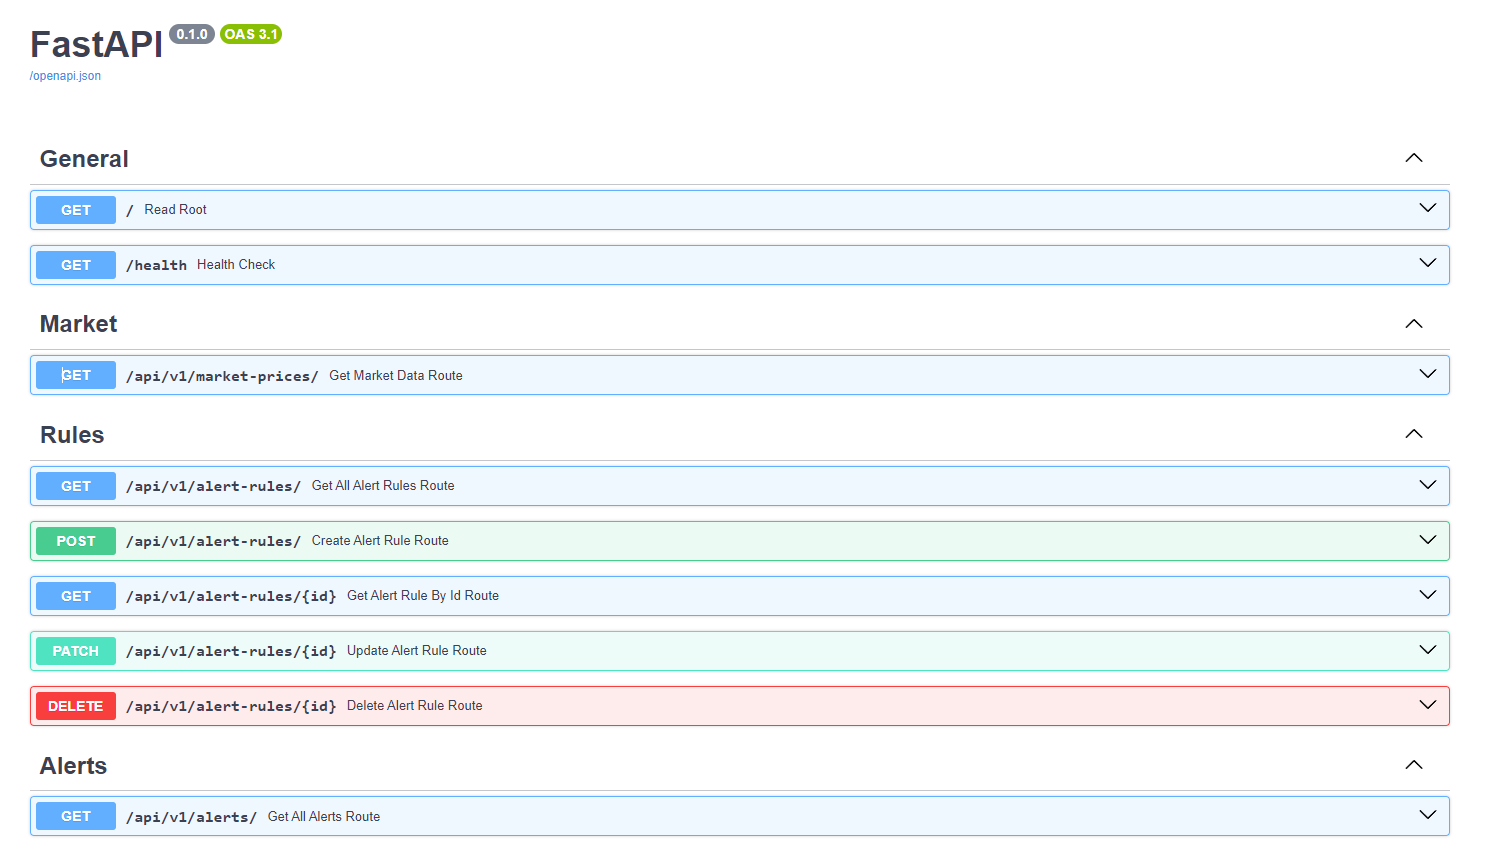 FastAPI 0.1.0 OAS 3.1
/openapi.json
General
GET / Read Root
GET /health Health Check
Market
GET /api/v1/market-prices/ Get Market Data Route
Rules
GET /api/v1/alert-rules/ Get All Alert Rules Route
POST /api/v1/alert-rules/ Create Alert Rule Route
GET /api/v1/alert-rules/{id} Get Alert Rule By Id Route
PATCH /api/v1/alert-rules/{id} Update Alert Rule Route
DELETE /api/v1/alert-rules/{id} Delete Alert Rule Route
Alerts
GET /api/v1/alerts/ Get All Alerts Route